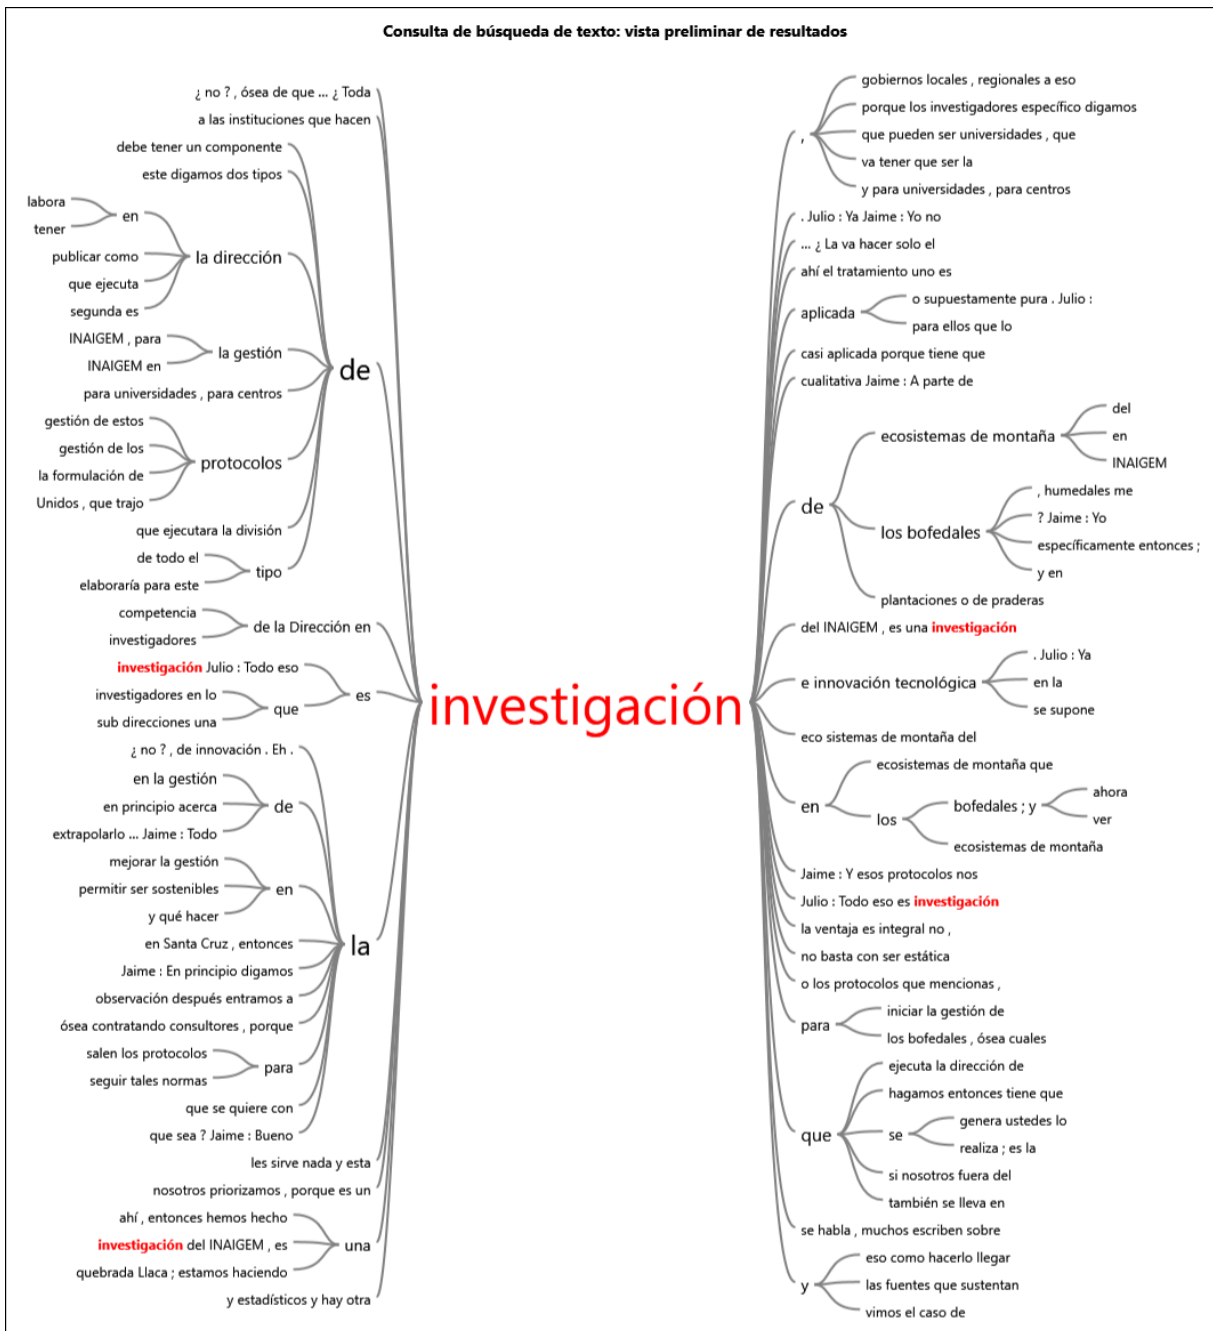 Consulta de búsqueda de texto: vista preliminar de resultados
¿ no ? , ósea de que ... ¿ Toda
a las instituciones que hacen
debe tener un componente
este digamos dos tipos
labora
tener
en
publicar como
que ejecuta
segunda es
la dirección
INAIGEM , para
INAIGEM en
la gestión
para universidades , para centros
gestión de estos
gestión de los
la formulación de
Unidos , que trajo
protocolos
que ejecutara la división
de todo el
elaboraría para este
tipo
de
competencia
investigadores
de la Dirección en
investigación Julio : Todo eso
investigadores en lo
sub direcciones una
que
es
¿ no ? , de innovación . Eh .
en la gestión
en principio acerca
extrapolarlo ... Jaime : Todo
de
mejorar la gestión
permitir ser sostenibles
y qué hacer
en
en Santa Cruz , entonces
Jaime : En principio digamos
observación después entramos a
ósea contratando consultores , porque
salen los protocolos
seguir tales normas
para
que se quiere con
que sea ? Jaime : Bueno
la
les sirve nada y esta
nosotros priorizamos , porque es un
ahí , entonces hemos hecho
investigación del INAIGEM , es
quebrada Llaca ; estamos haciendo
una
y estadísticos y hay otra
investigación
,
gobiernos locales , regionales a eso
porque los investigadores específico digamos
que pueden ser universidades , que
va tener que ser la
y para universidades , para centros
. Julio : Ya Jaime : Yo no
... ¿ La va hacer solo el
ahí el tratamiento uno es
aplicada
o supuestamente pura . Julio :
para ellos que lo
casi aplicada porque tiene que
cualitativa Jaime : A parte de
de
ecosistemas de montaña
del
en
INAIGEM
los bofedales
, humedales me
? Jaime : Yo
específicamente entonces ;
y en
plantaciones o de praderas
del INAIGEM , es una investigación
e innovación tecnológica
. Julio : Ya
en la
se supone
eco sistemas de montaña del
en
ecosistemas de montaña que
los
bofedales ; y
ahora
ver
ecosistemas de montaña
Jaime : Y esos protocolos nos
Julio : Todo eso es investigación
la ventaja es integral no ,
no basta con ser estática
o los protocolos que mencionas ,
para
iniciar la gestión de
los bofedales , ósea cuales
que
ejecuta la dirección de
hagamos entonces tiene que
se
genera ustedes lo
realiza ; es la
si nosotros fuera del
también se lleva en
se habla , muchos escriben sobre
y
eso como hacerlo llegar
las fuentes que sustentan
vimos el caso de